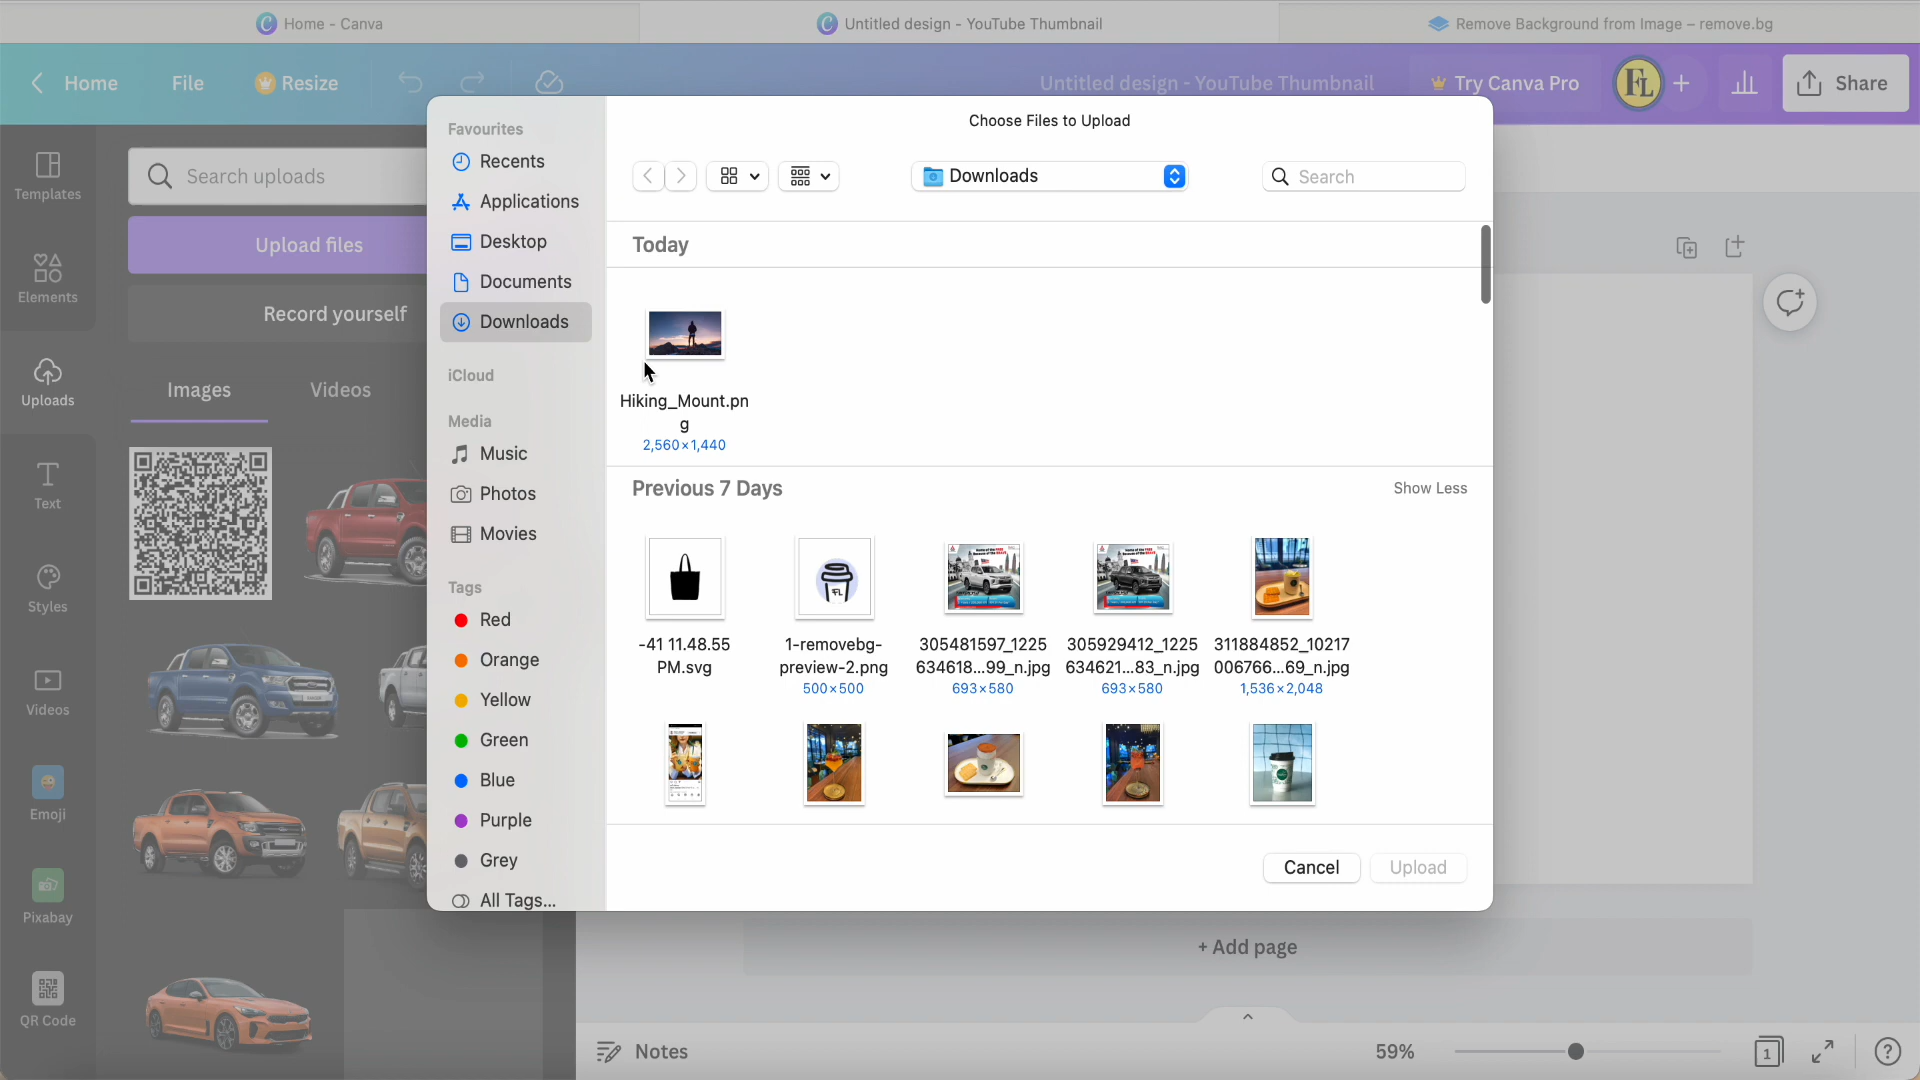 Home - Canva
Untitled design - YouTube Thumbnail
Remove Background from Image – remove.bg
Home
File
Resize
Untitled design - YouTube Thumbnail
Try Canva Pro
FL
Share
Templates
Elements
Uploads
Text
Styles
Videos
Emoji
Pixabay
QR Code
Search uploads
Upload files
Record yourself
Images
Videos
Favourites
Recents
Applications
Desktop
Documents
Downloads
iCloud
Media
Music
Photos
Movies
Tags
Red
Orange
Yellow
Green
Blue
Purple
Grey
All Tags...
Choose Files to Upload
Downloads
Search
Today
Hiking_Mount.pn
g
2,560×1,440
Previous 7 Days
Show Less
FL
-41 11.48.55
PM.svg
1-removebg-
preview-2.png
500×500
305481597_1225
634618...99_n.jpg
693×580
305929412_1225
634621...83_n.jpg
693×580
311884852_10217
006766...69_n.jpg
1,536×2,048
Cancel
Upload
+ Add page
Notes
59%
1